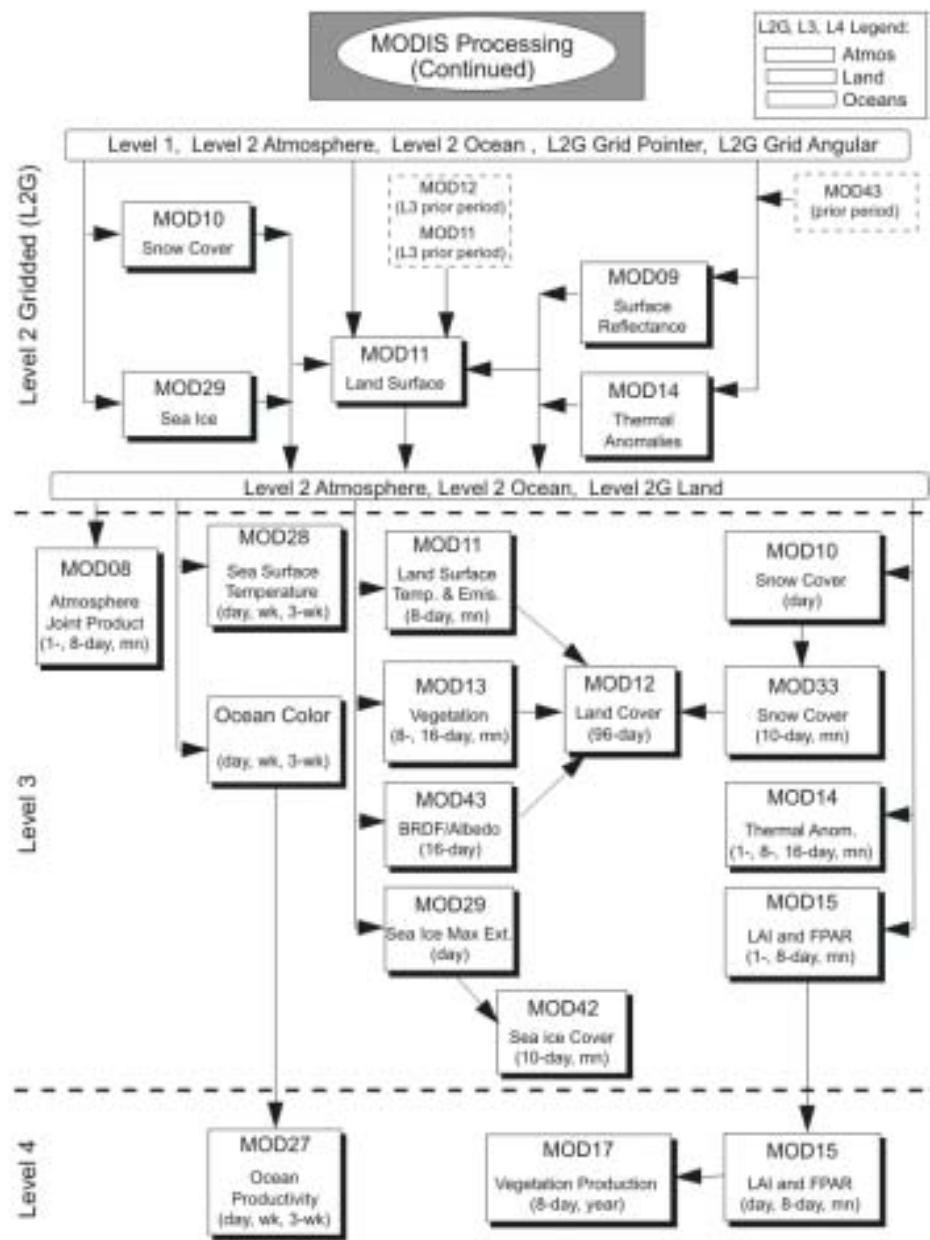 MODIS Processing
(Continued)
L2G, L3, L4 Legend:
Atmos
Land
Oceans
Level 1, Level 2 Atmosphere, Level 2 Ocean , L2G Grid Pointer, L2G Grid Angular
Level 2 Gridded (L2G)
MOD10
Snow Cover
MOD12
(L3 prior period)
MOD11
(L3 prior period)
MOD43
(prior period)
MOD09
Surface
Reflectance
MOD11
Land Surface
MOD29
Sea Ice
MOD14
Thermal
Anomalies
Level 2 Atmosphere, Level 2 Ocean, Level 2G Land
Level 3
MOD08
Atmosphere
Joint Product
(1-, 8-day, mn)
MOD28
Sea Surface
Temperature
(day, wk, 3-wk)
MOD11
Land Surface
Temp. & Emis.
(8-day, mn)
MOD10
Snow Cover
(day)
Ocean Color
(day, wk, 3-wk)
MOD13
Vegetation
(8-, 16-day, mn)
MOD12
Land Cover
(96-day)
MOD33
Snow Cover
(10-day, mn)
MOD43
BRDF/Albedo
(16-day)
MOD14
Thermal Anom.
(1-, 8-, 16-day, mn)
MOD29
Sea Ice Max Ext.
(day)
MOD15
LAI and FPAR
(1-, 8-day, mn)
MOD42
Sea ice Cover
(10-day, mn)
Level 4
MOD27
Ocean
Productivity
(day, wk, 3-wk)
MOD17
Vegetation Production
(8-day, year)
MOD15
LAI and FPAR
(day, 8-day, mn)